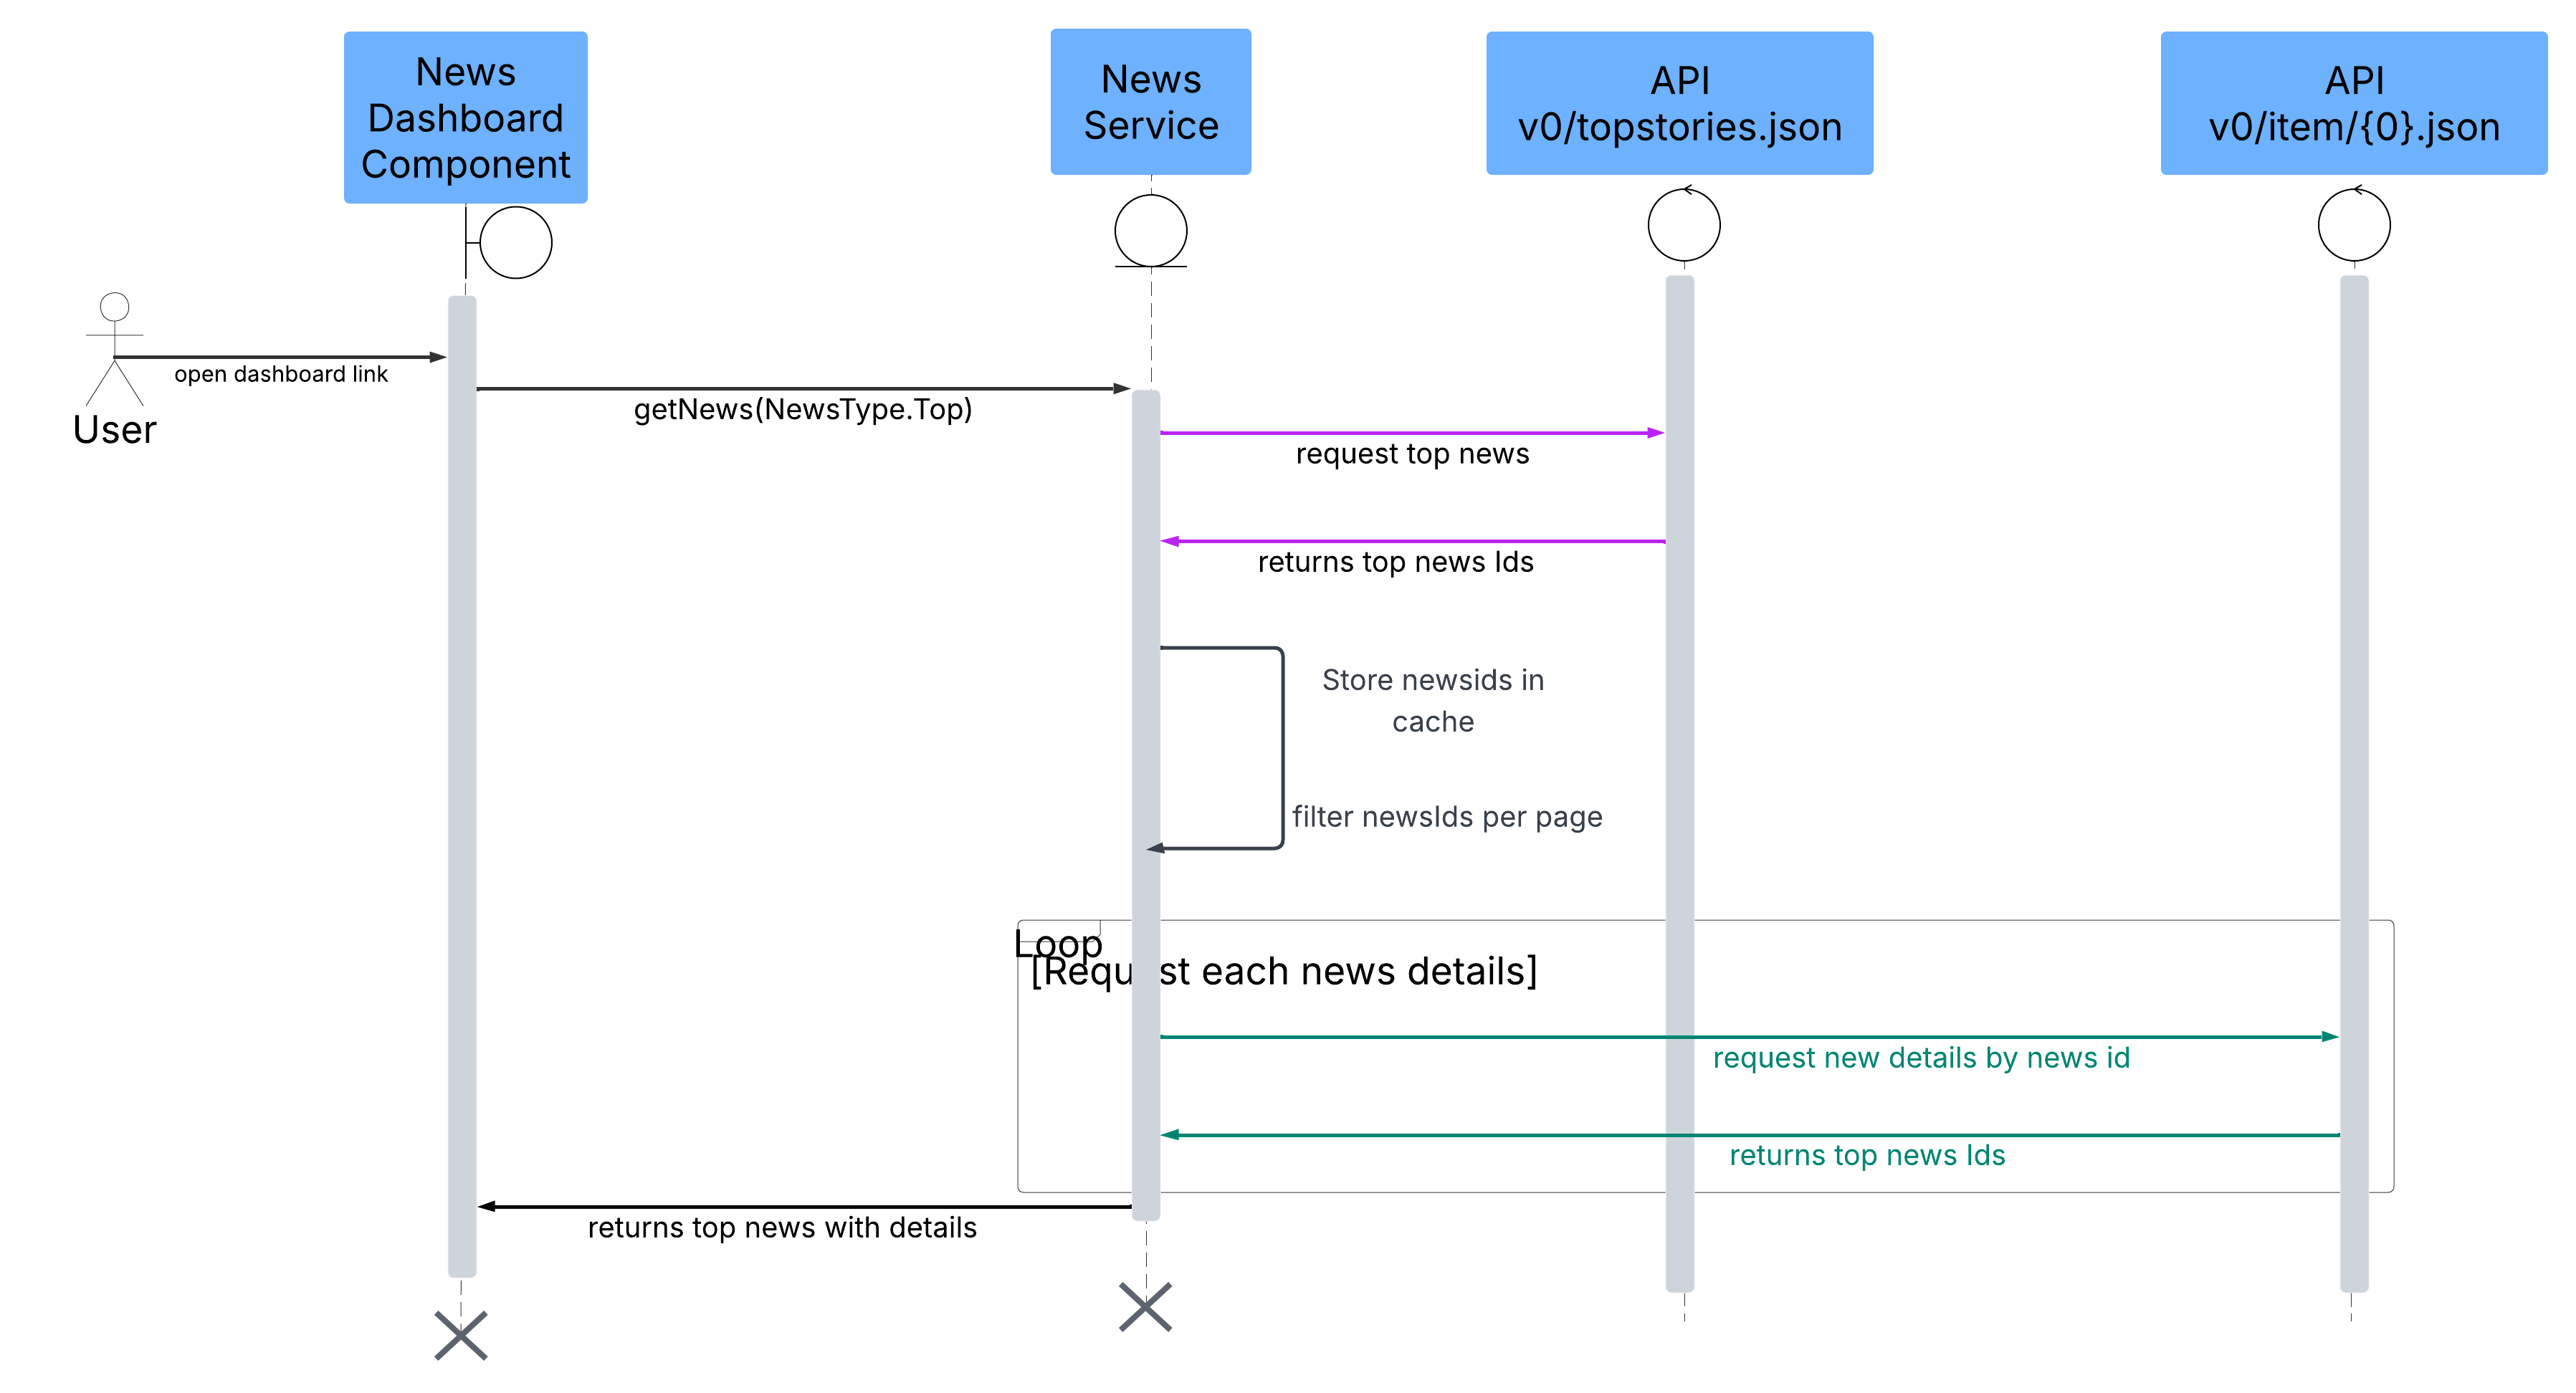 News
Dashboard
Component
News
Service
API
v0/topstories.json
API
v0/item/{0}.json
User
open dashboard link
getNews(NewsType.Top)
request top news
returns top news Ids
Store newsids in
cache
filter newsIds per page
Loop
[Request each news details]
request new details by news id
returns top news Ids
returns top news with details